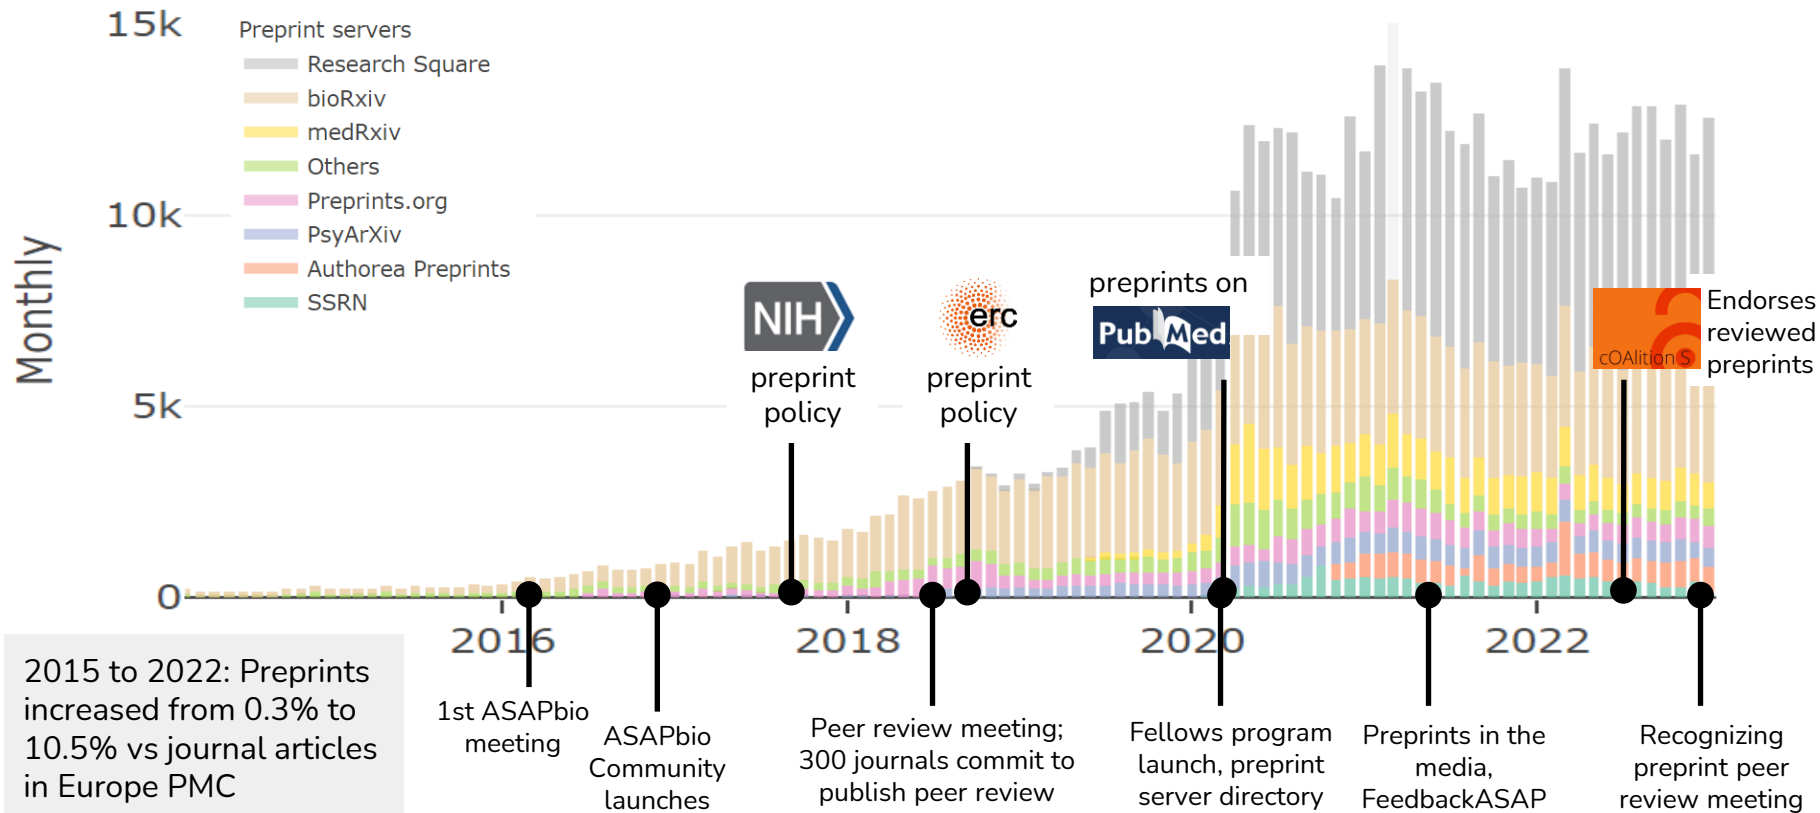 15k
10k
5k
0
Monthly
Preprint servers
Research Square
bioRxiv
medRxiv
Others
Preprints.org
PsyArXiv
Authorea Preprints
SSRN
NIH
preprint
policy
erc
preprint
policy
preprints on
PubMed
cOAlition S
Endorses
reviewed
preprints
2016
2018
2020
2022
2015 to 2022: Preprints
increased from 0.3% to
10.5% vs journal articles
in Europe PMC
1st ASAPbio
meeting
ASAPbio
Community
launches
Peer review meeting;
300 journals commit to
publish peer review
Fellows program
launch, preprint
server directory
Preprints in the
media,
FeedbackASAP
Recognizing
preprint peer
review meeting